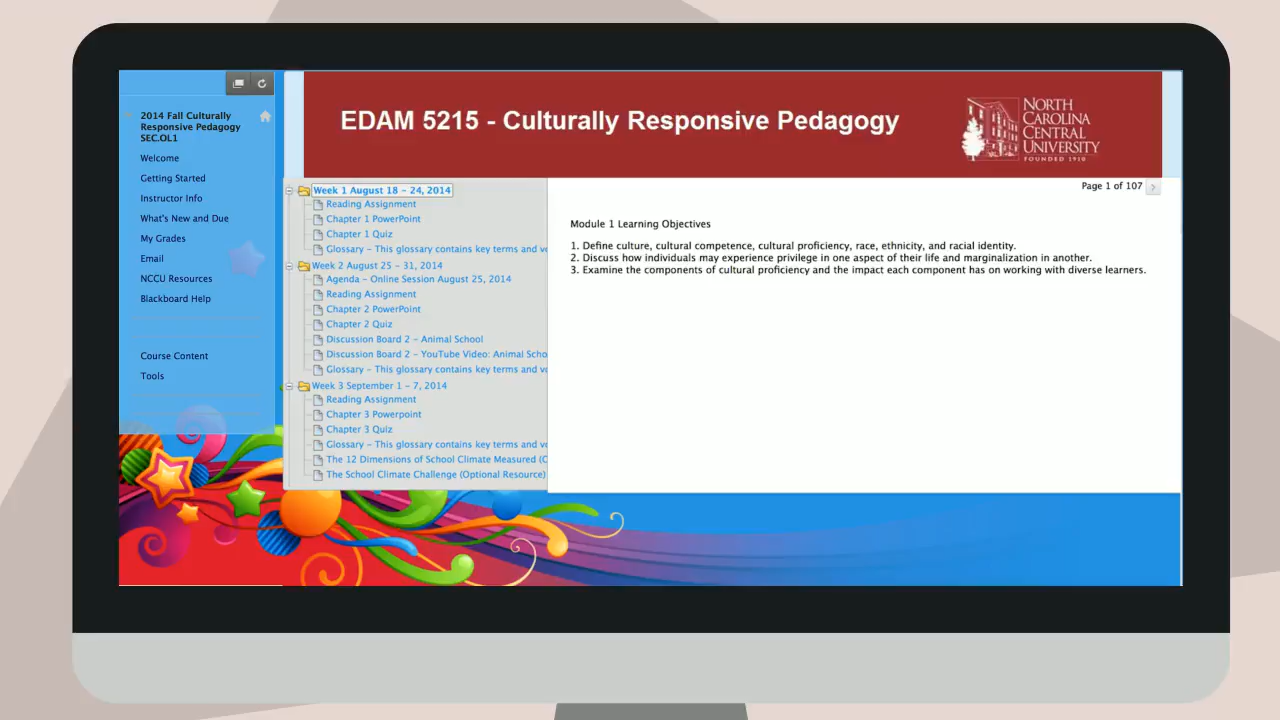 EDAM 5215 - Culturally Responsive Pedagogy
NORTH
CAROLINA
CENTRAL
UNIVERSITY
FOUNDED 1910
2014 Fall Culturally
Responsive Pedagogy
SEC.OL1
Welcome
Getting Started
Instructor Info
What's New and Due
My Grades
Email
NCCU Resources
Blackboard Help
Course Content
Tools
Week 1 August 18 - 24, 2014
Reading Assignment
Chapter 1 PowerPoint
Chapter 1 Quiz
Glossary - This glossary contains key terms and vo
Week 2 August 25 - 31, 2014
Agenda - Online Session August 25, 2014
Reading Assignment
Chapter 2 PowerPoint
Chapter 2 Quiz
Discussion Board 2 - Animal School
Discussion Board 2 - YouTube Video: Animal Scho
Glossary - This glossary contains key terms and vo
Week 3 September 1 - 7, 2014
Reading Assignment
Chapter 3 Powerpoint
Chapter 3 Quiz
Glossary - This glossary contains key terms and vo
The 12 Dimensions of School Climate Measured (C
The School Climate Challenge (Optional Resource)
Page 1 of 107
Module 1 Learning Objectives
1. Define culture, cultural competence, cultural proficiency, race, ethnicity, and racial identity.
2. Discuss how individuals may experience privilege in one aspect of their life and marginalization in another.
3. Examine the components of cultural proficiency and the impact each component has on working with diverse learners.